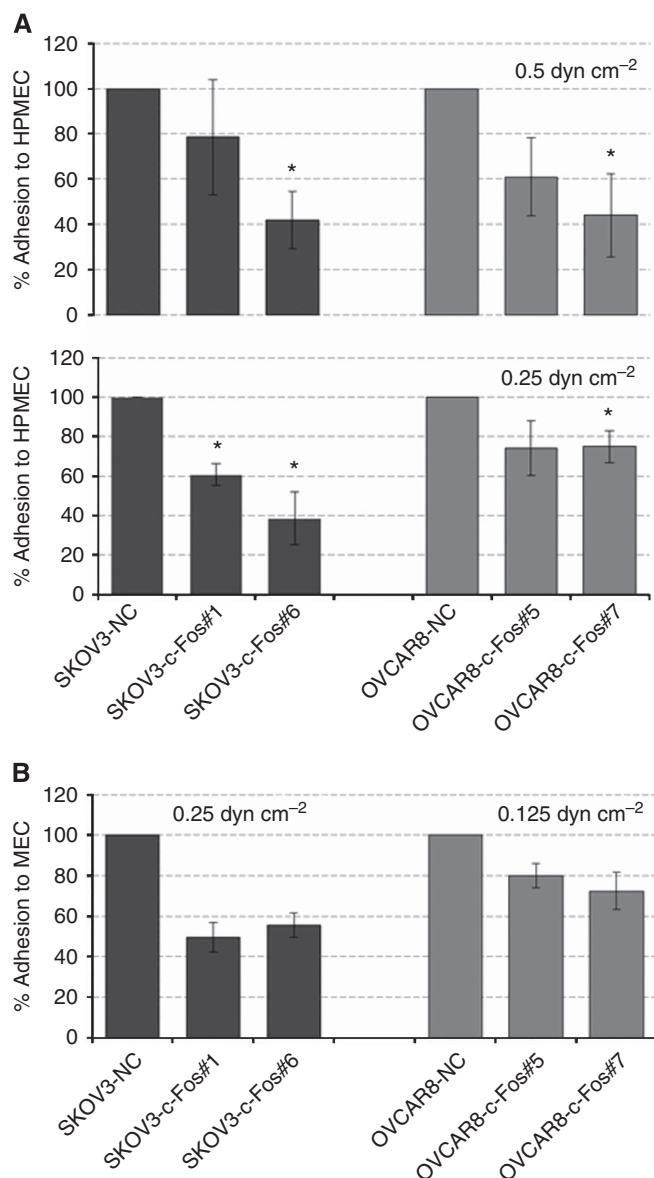 A
120
100
80
60
40
20
0
% Adhesion to HPMEC
0.5 dyn cm−2
*
*
120
100
80
60
40
20
0
% Adhesion to HPMEC
0.25 dyn cm−2
*
*
*
SKOV3-NC
SKOV3-c-Fos#1
SKOV3-c-Fos#6
OVCAR8-NC
OVCAR8-c-Fos#5
OVCAR8-c-Fos#7
B
120
100
80
60
40
20
0
% Adhesion to MEC
0.25 dyn cm−2
0.125 dyn cm−2
SKOV3-NC
SKOV3-c-Fos#1
SKOV3-c-Fos#6
OVCAR8-NC
OVCAR8-c-Fos#5
OVCAR8-c-Fos#7